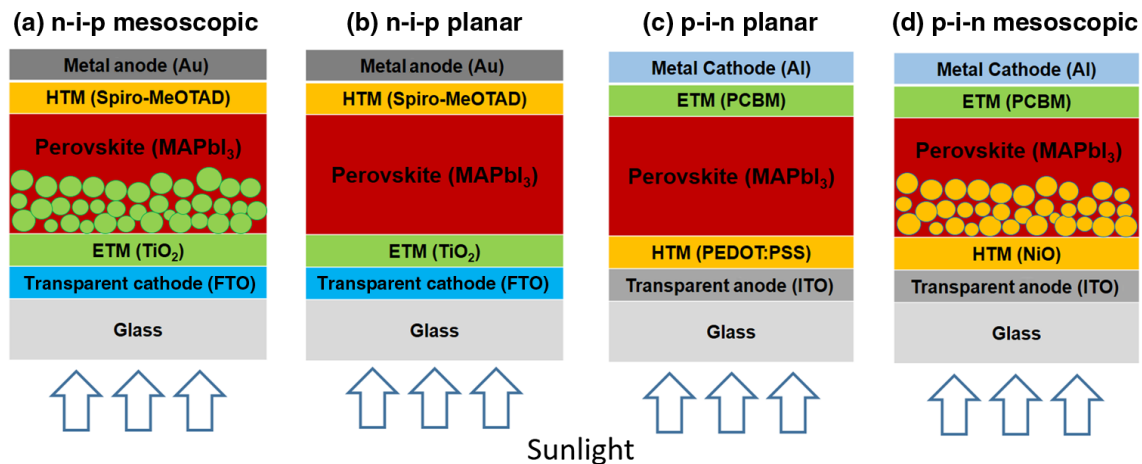 (a) n-i-p mesoscopic
Metal anode (Au)
HTM (Spiro-MeOTAD)
Perovskite (MAPbI₃)
ETM (TiO₂)
Transparent cathode (FTO)
Glass
(b) n-i-p planar
Metal anode (Au)
HTM (Spiro-MeOTAD)
Perovskite (MAPbI₃)
ETM (TiO₂)
Transparent cathode (FTO)
Glass
(c) p-i-n planar
Metal Cathode (Al)
ETM (PCBM)
Perovskite (MAPbI₃)
HTM (PEDOT:PSS)
Transparent anode (ITO)
Glass
(d) p-i-n mesoscopic
Metal Cathode (Al)
ETM (PCBM)
Perovskite (MAPbI₃)
HTM (NiO)
Transparent anode (ITO)
Glass
Sunlight